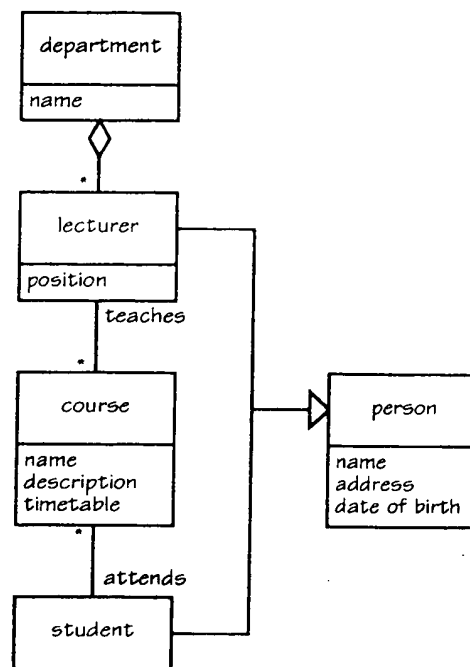 department
name
*
lecturer
position
teaches
*
course
name
description
timetable
*
attends
student
person
name
address
date of birth